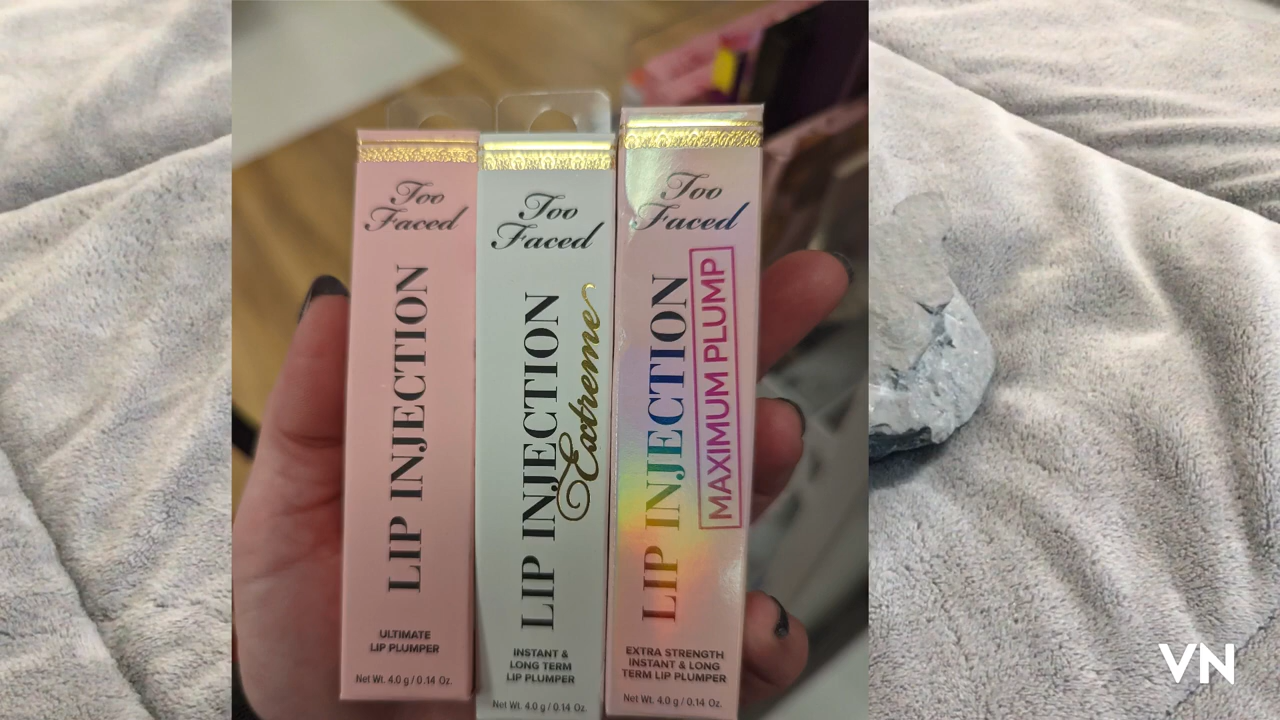 Too
Faced
LIP INJECTION
ULTIMATE
LIP PLUMPER
Net Wt. 4.0 g / 0.14 Oz.
Too
Faced
LIP INJECTION
Extreme
INSTANT &
LONG TERM
LIP PLUMPER
Net Wt. 4.0 g / 0.14 Oz.
Too
Faced
LIP INJECTION
MAXIMUM PLUMP
EXTRA STRENGTH
INSTANT & LONG
TERM LIP PLUMPER
Net Wt. 4.0 g / 0.14 Oz.
VN